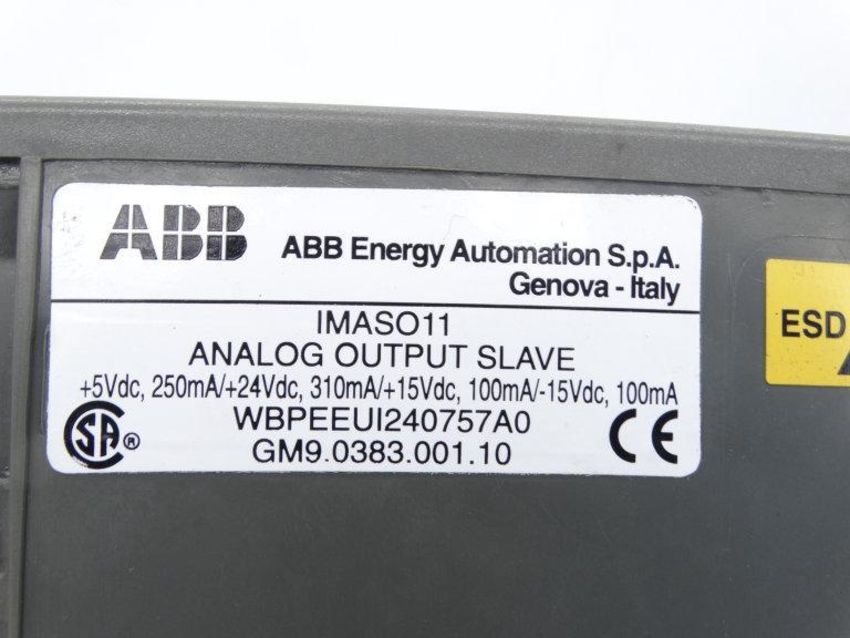 ABB
ABB Energy Automation S.p.A.
Genova - Italy
IMASO11
ANALOG OUTPUT SLAVE
+5Vdc, 250mA/+24Vdc, 310mA/+15Vdc, 100mA/-15Vdc, 100mA
WBPEEUI240757A0
GM9.0383.001.10
SA ®
CE
ESD